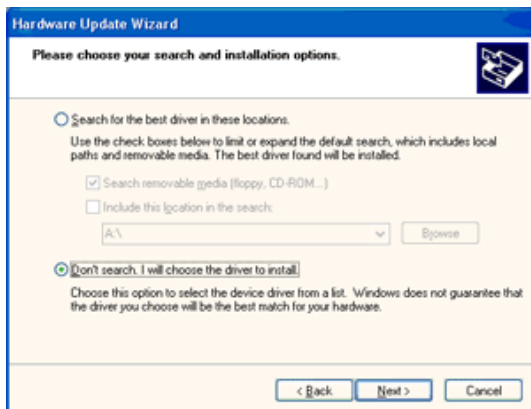 Hardware Update Wizard
Please choose your search and installation options.
Search for the best driver in these locations.
Use the check boxes below to limit or expand the default search, which includes local
paths and removable media. The best driver found will be installed.
Search removable media (floppy, CD-ROM...)
Include this location in the search:
A:\
Browse
Don't search. I will choose the driver to install.
Choose this option to select the device driver from a list. Windows does not guarantee that
the driver you choose will be the best match for your hardware.
< Back Next > Cancel